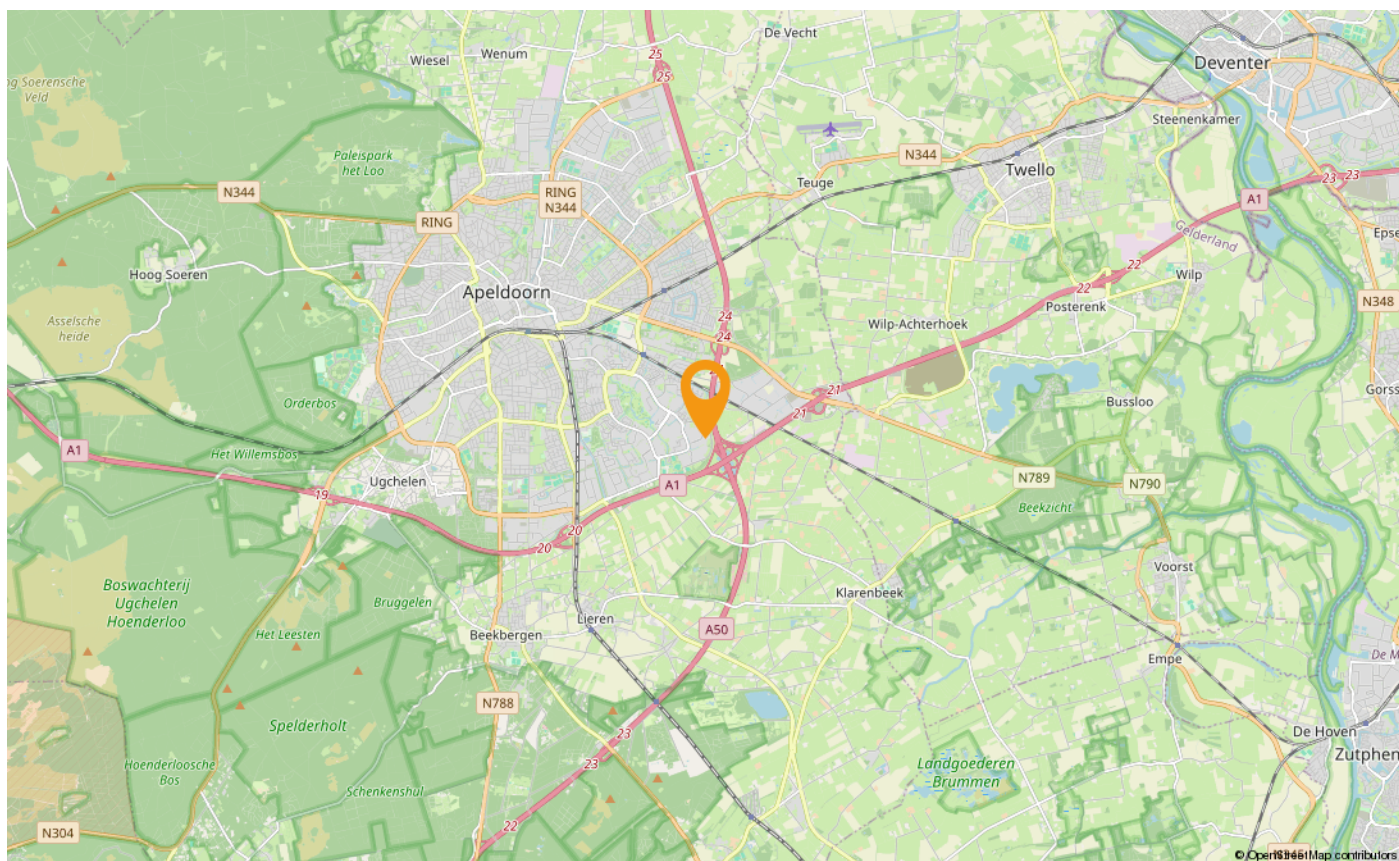 De Vecht
Wenum
Wiesel
25
25
Deventer
Veld
Steenenkamer
N344
Paleispark
het Loo
Twello
Teuge
23
23
N344
RING
N344
RING
A1
Gelderland
Hoog Soeren
22
22
Wilp
Apeldoorn
N348
Posterenk
Asselsche
heide
24
24
Wilp-Achterhoek
21
21
Orderbos
Bussloo
A1
Het Willemsbos
Ugchelen
A1
N789
N790
19
Beekzicht
20
20
Voorst
Boswachterij
Ugchelen
Hoenderloo
Bruggelen
Klarenbeek
Lieren
Het Leesten
Beekbergen
A50
Empe
N788
Spelderholt
23
23
De Hoven
Zutphen
Hoenderloosche
Bos
Landgoederen
Brummen
Schenkenshul
22
N304
© OpenStreetMap contributors